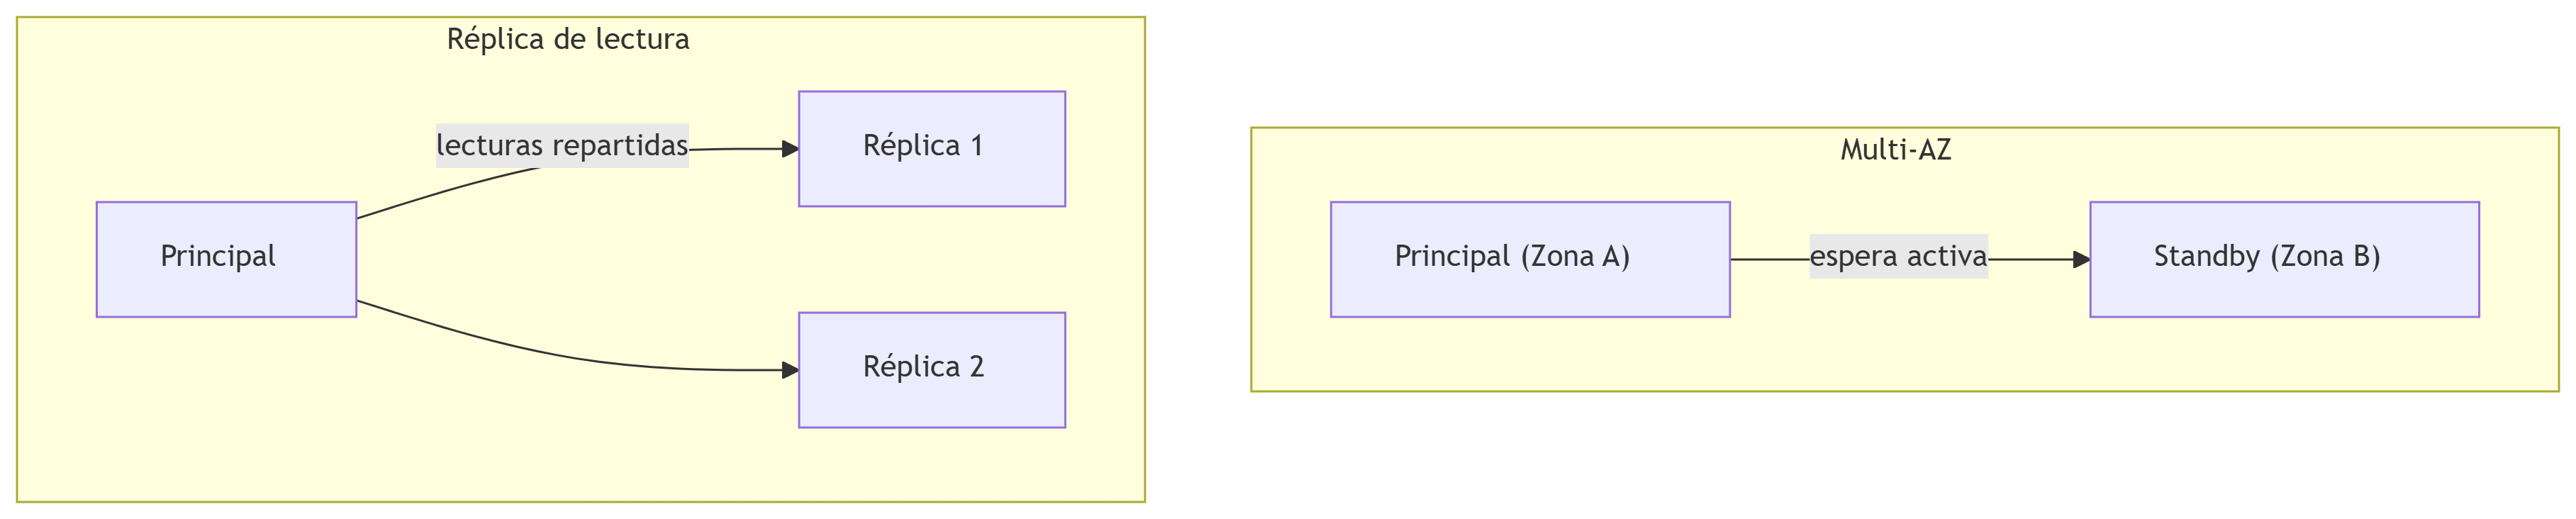 Réplica de lectura
lecturas repartidas
Réplica 1
Principal
Réplica 2
Multi-AZ
Principal (Zona A)
espera activa
Standby (Zona B)